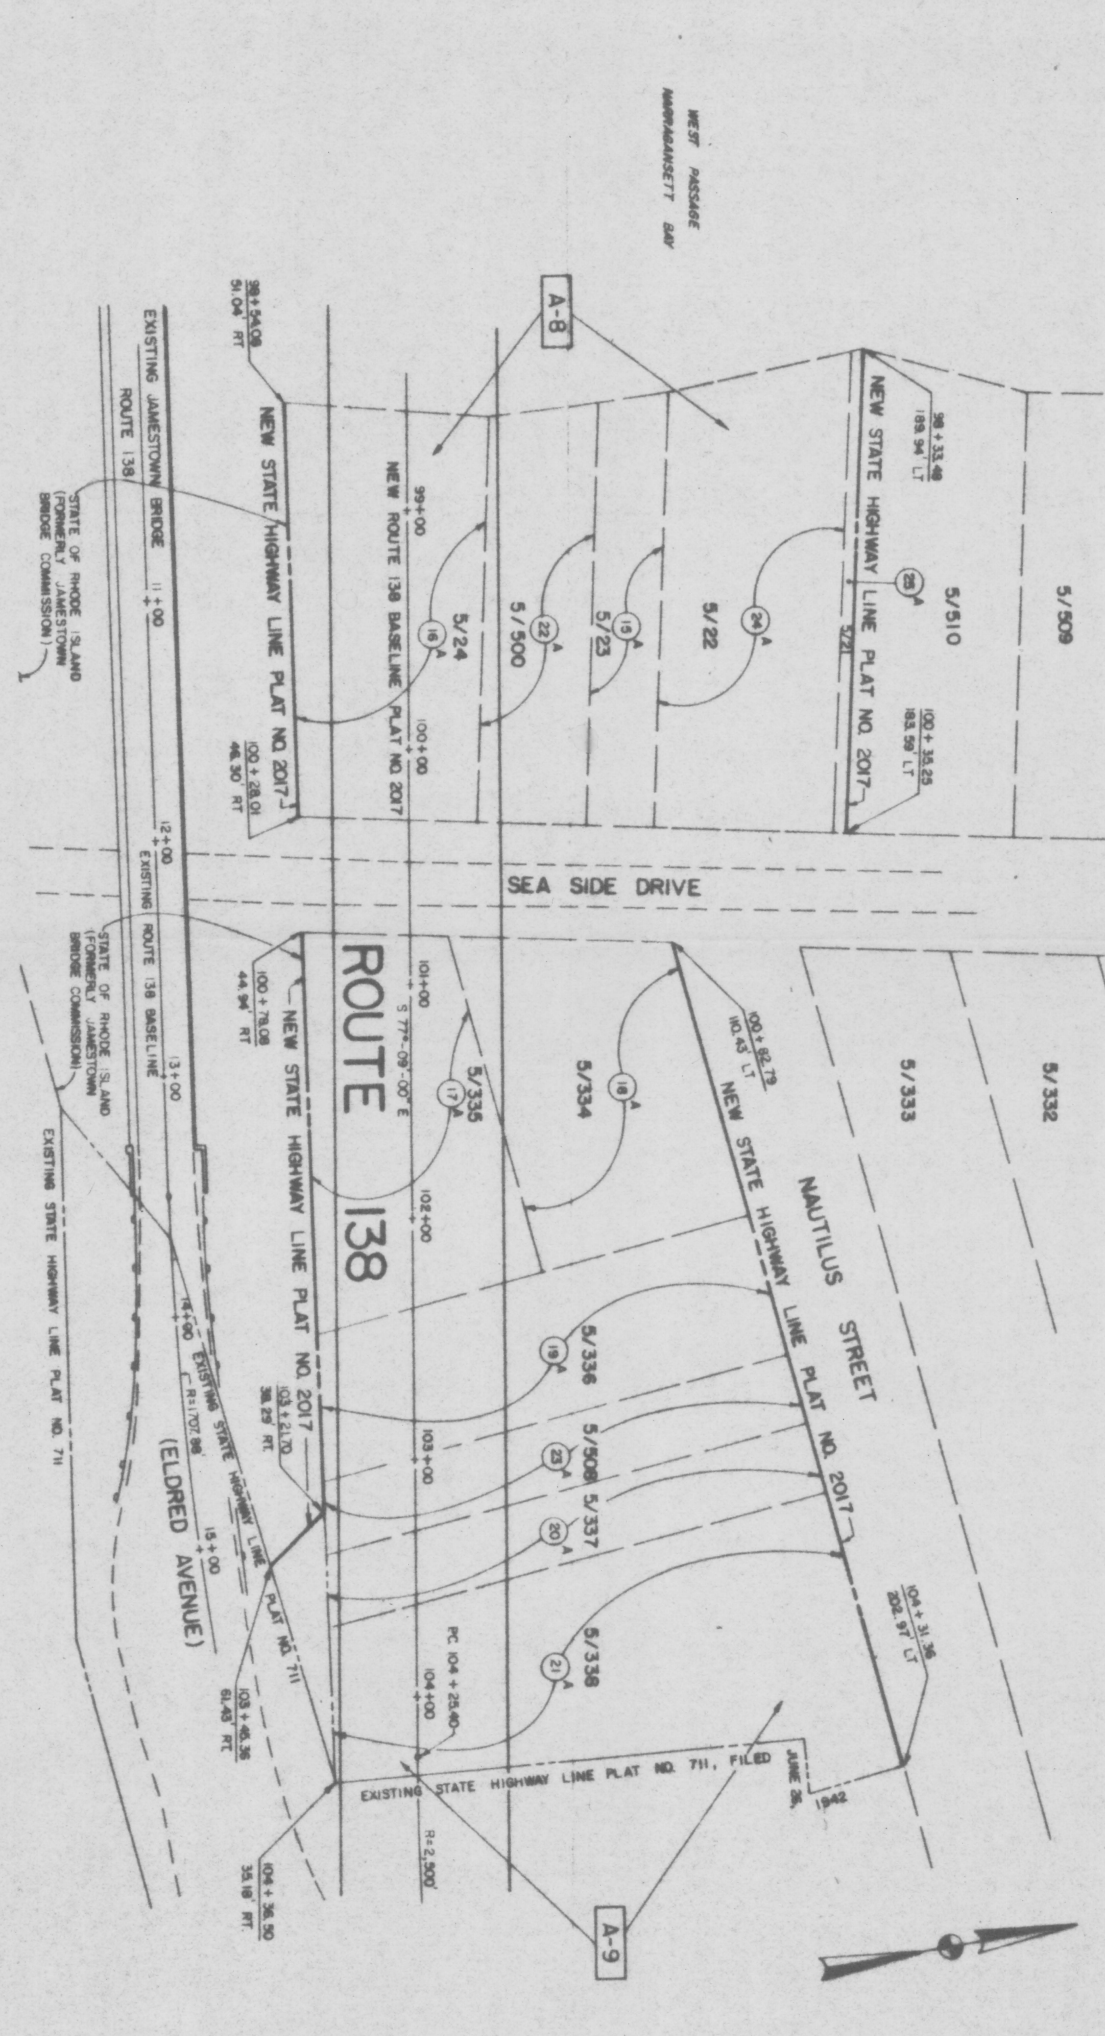 WEST PASSAGE
NARRAGANSETT BAY
A-8
5/509
5/510
98+33.48
189.94' LT
NEW STATE HIGHWAY LINE PLAT NO. 2017
25 A
5/21
100+35.25
183.59' LT
24 A
5/22
15 A
5/23
22 A
5/500
16 A
5/24
99+00
100+00
NEW ROUTE 138 BASELINE PLAT NO. 2017
98+54.09
51.04' RT
NEW STATE HIGHWAY LINE PLAT NO. 2017
100+28.01
46.30' RT
EXISTING JAMESTOWN BRIDGE
11+00
12+00
ROUTE 138
STATE OF RHODE ISLAND
(FORMERLY JAMESTOWN
BRIDGE COMMISSION)
SEA SIDE DRIVE
5/332
5/333
NAUTILUS STREET
100+82.79
110.43' LT
NEW STATE HIGHWAY LINE PLAT NO. 2017
104+31.36
202.97' LT
18 A
5/334
17 A
5/335
19 A
5/336
23 A
5/508
20 A
5/337
21 A
5/338
101+00
S 77°-09'-00" E
102+00
103+00
104+00
PC 104+25.40
R=2,500'
ROUTE 138
100+78.08
44.94' RT
NEW STATE HIGHWAY LINE PLAT NO. 2017
103+21.70
38.29' RT.
103+46.36
61.43' RT.
104+36.50
35.18' RT.
EXISTING STATE HIGHWAY LINE PLAT NO. 711, FILED
JUNE 26,
1942
A-9
EXISTING ROUTE 138 BASELINE
13+00
14+00
15+00
R=1707.88'
EXISTING STATE HIGHWAY LINE PLAT NO. 711
(ELDRED AVENUE)
STATE OF RHODE ISLAND
(FORMERLY JAMESTOWN
BRIDGE COMMISSION)
EXISTING STATE HIGHWAY LINE PLAT NO. 711